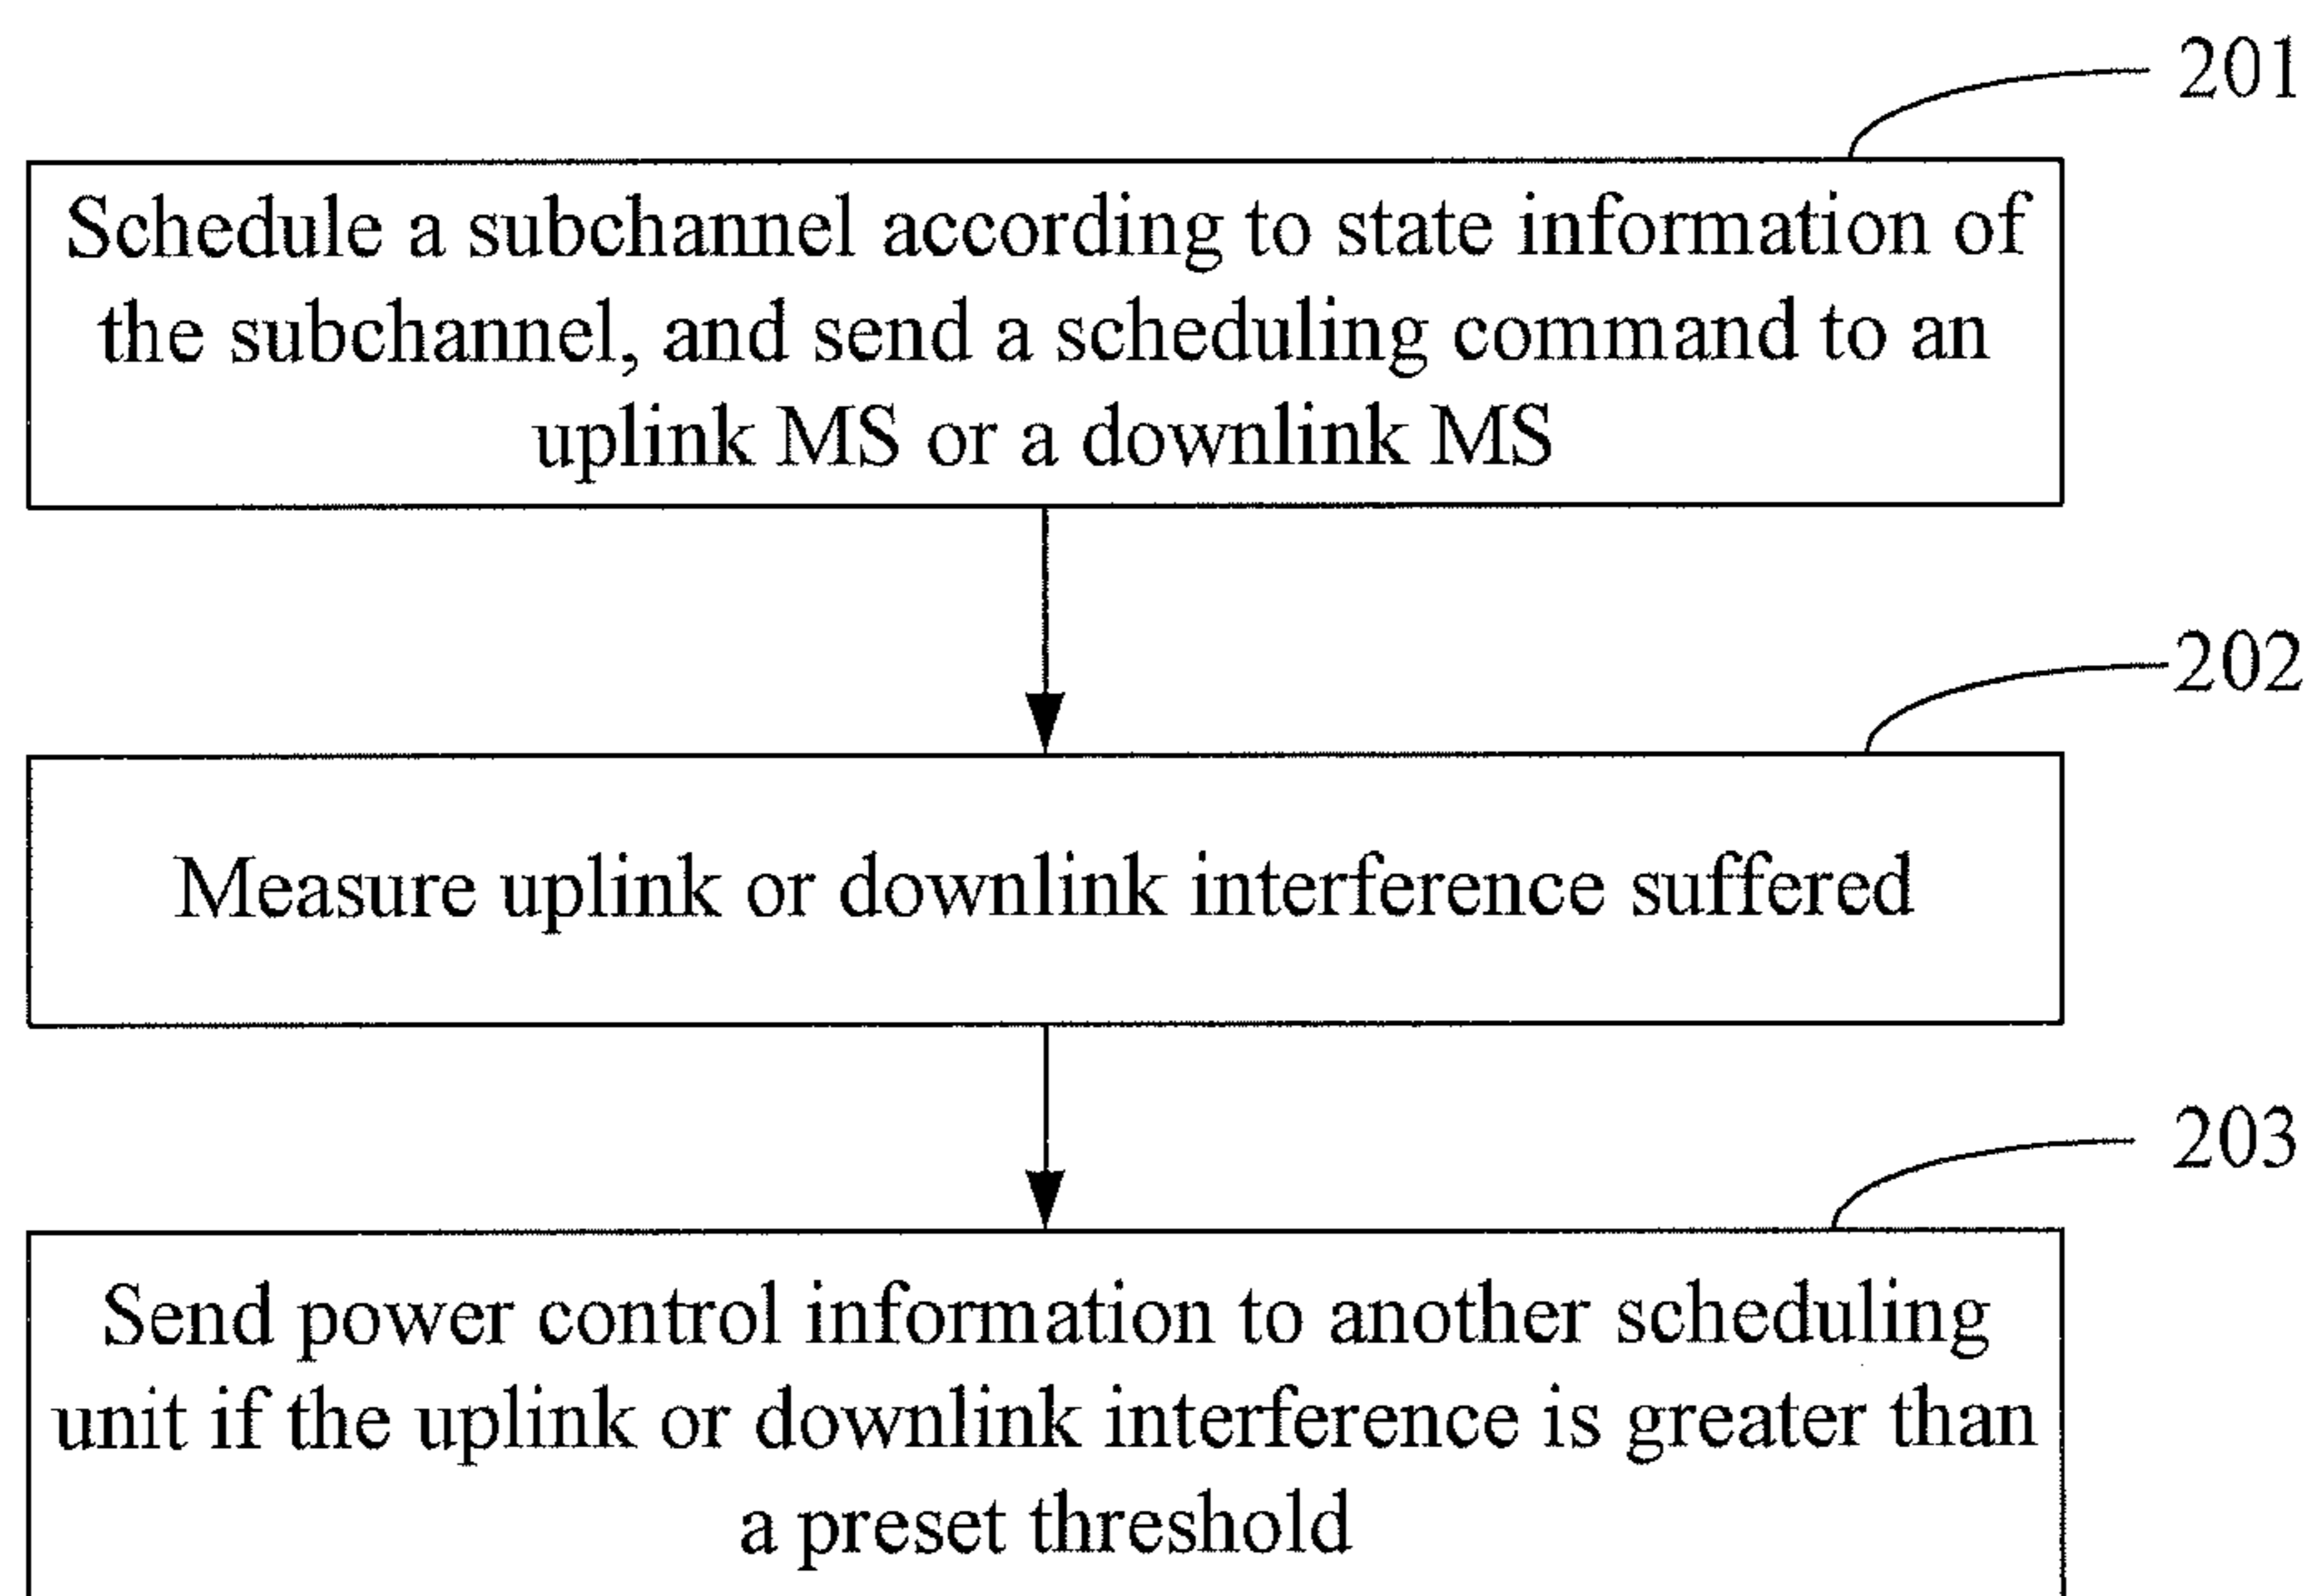 201
Schedule a subchannel according to state information of
the subchannel, and send a scheduling command to an
uplink MS or a downlink MS
202
Measure uplink or downlink interference suffered
203
Send power control information to another scheduling
unit if the uplink or downlink interference is greater than
a preset threshold